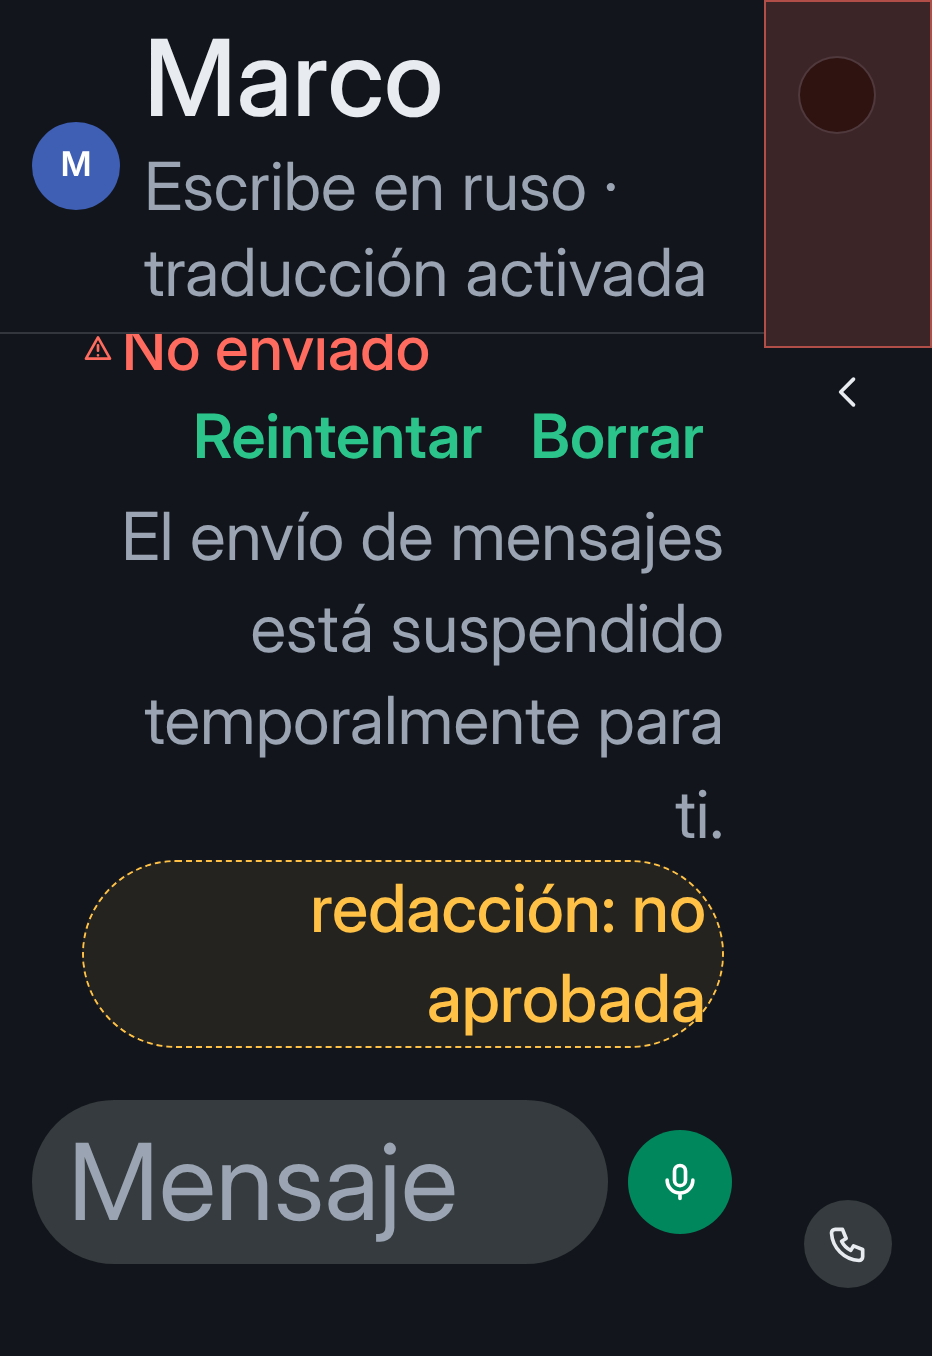 Marco
M
Escribe en ruso ·
traducción activada
No enviado
Reintentar Borrar
El envío de mensajes
está suspendido
temporalmente para
ti.
redacción: no
aprobada
Mensaje